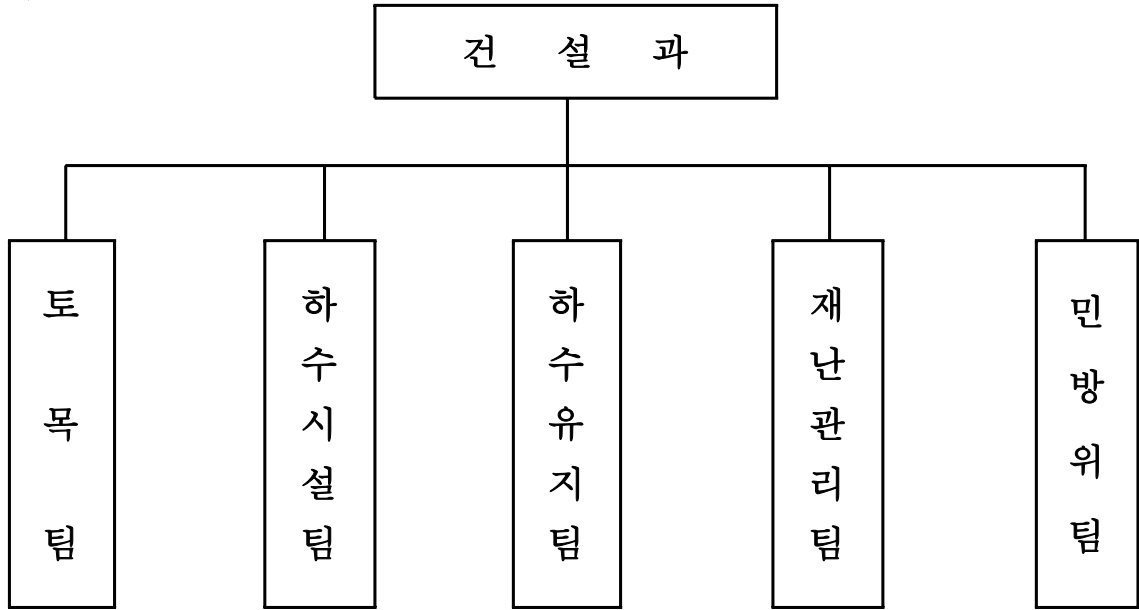 건 설 과
토목팀
하수시설팀
하수유지팀
재난관리팀
민방위팀